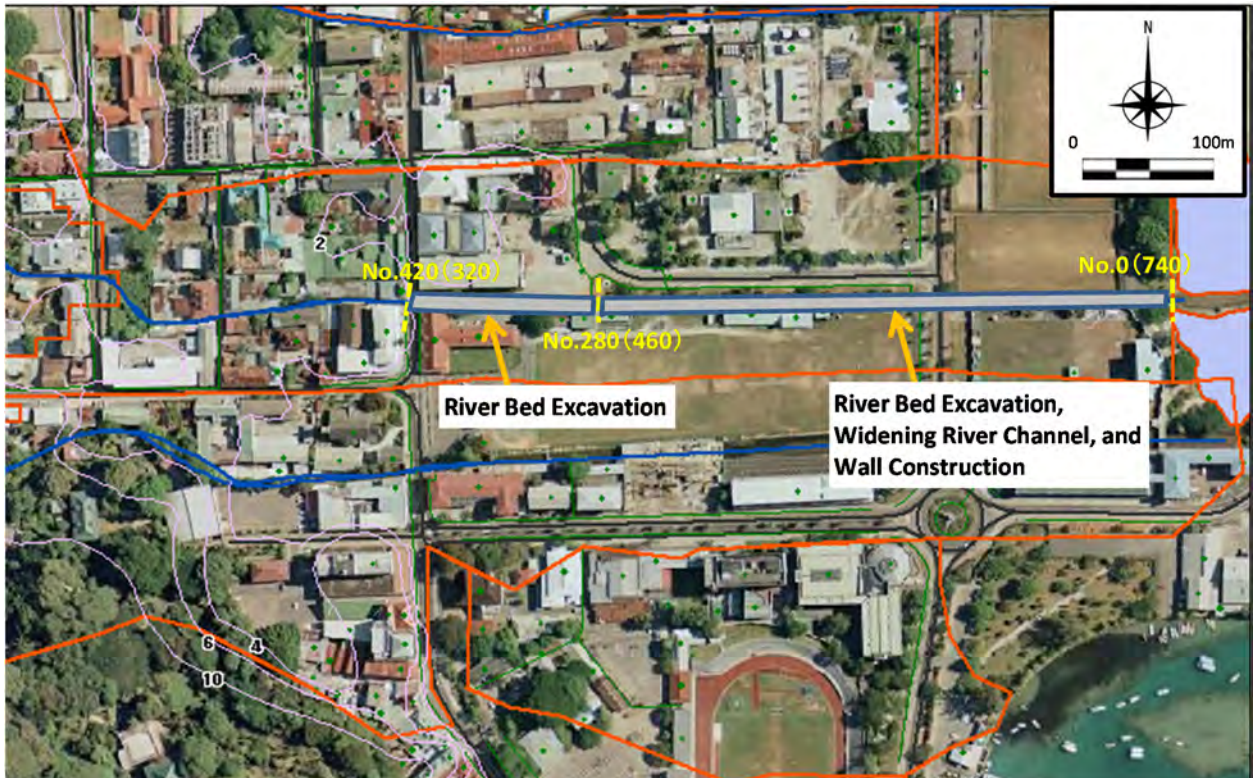 N
0 100m
2
No.420(320)
No.0(740)
No.280(460)
River Bed Excavation
River Bed Excavation,
Widening River Channel, and
Wall Construction
6
4
10